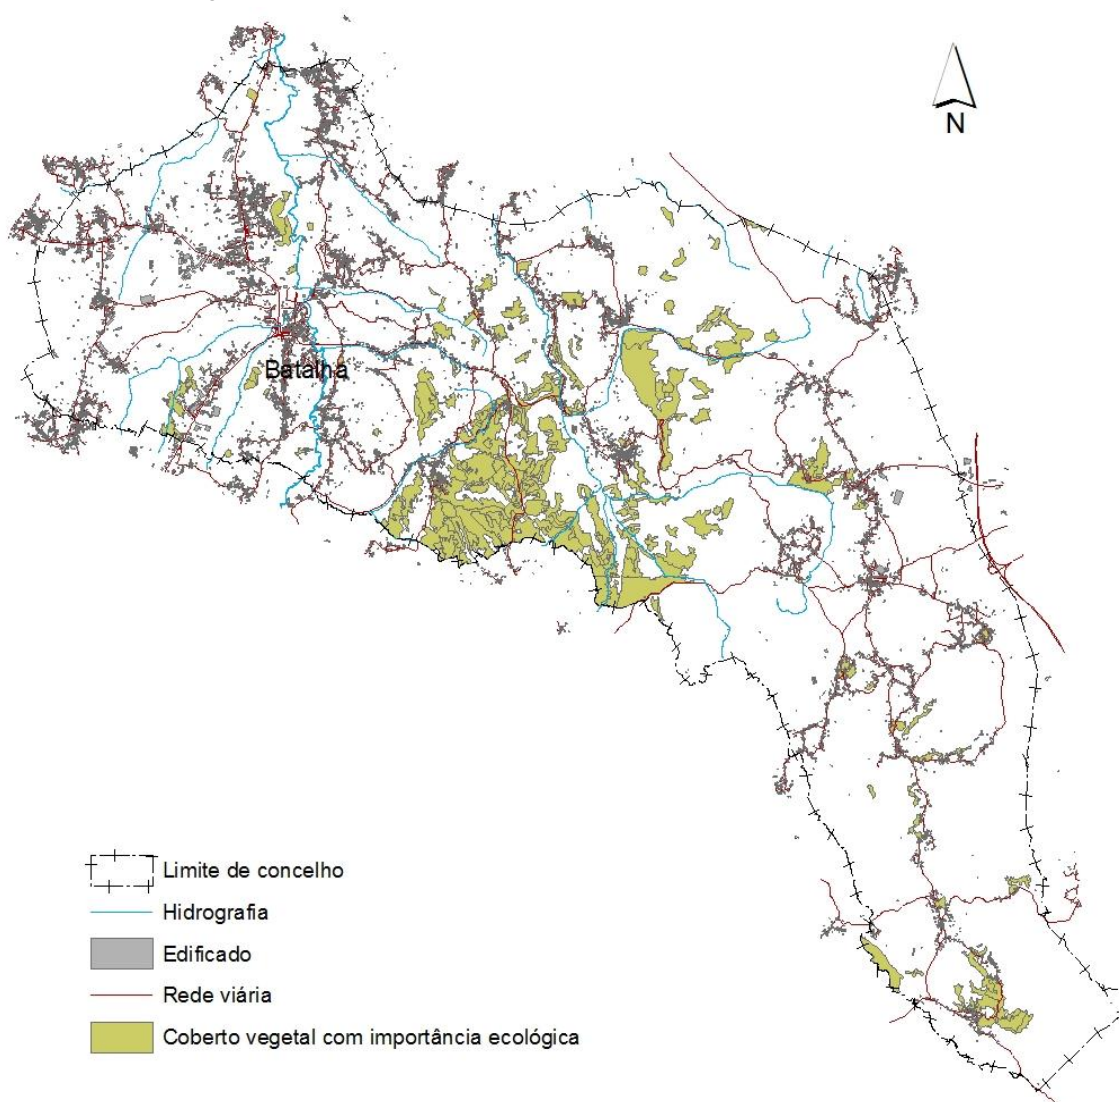 N
Batalha
Limite de concelho
Hidrografia
Edificado
Rede viária
Coberto vegetal com importância ecológica